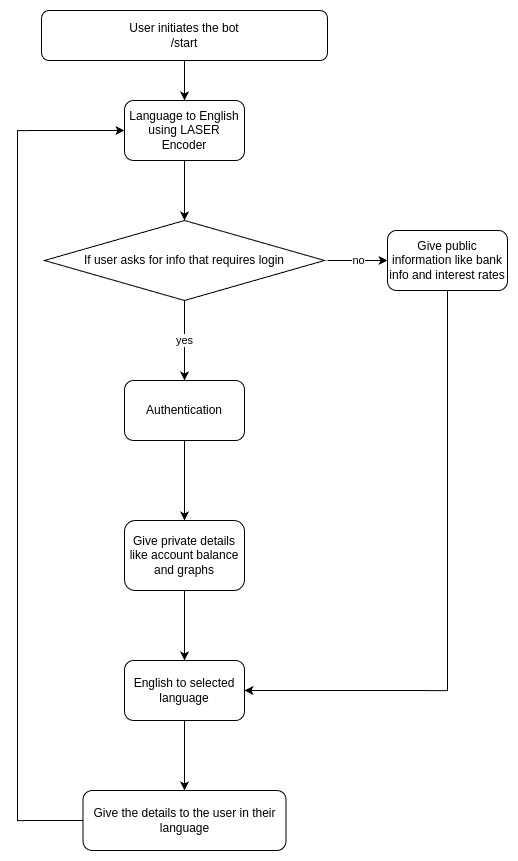 User initiates the bot
/start
Language to English
using LASER
Encoder
If user asks for info that requires login
no
Give public
information like bank
info and interest rates
yes
Authentication
Give private details
like account balance
and graphs
English to selected
language
Give the details to the user in their
language